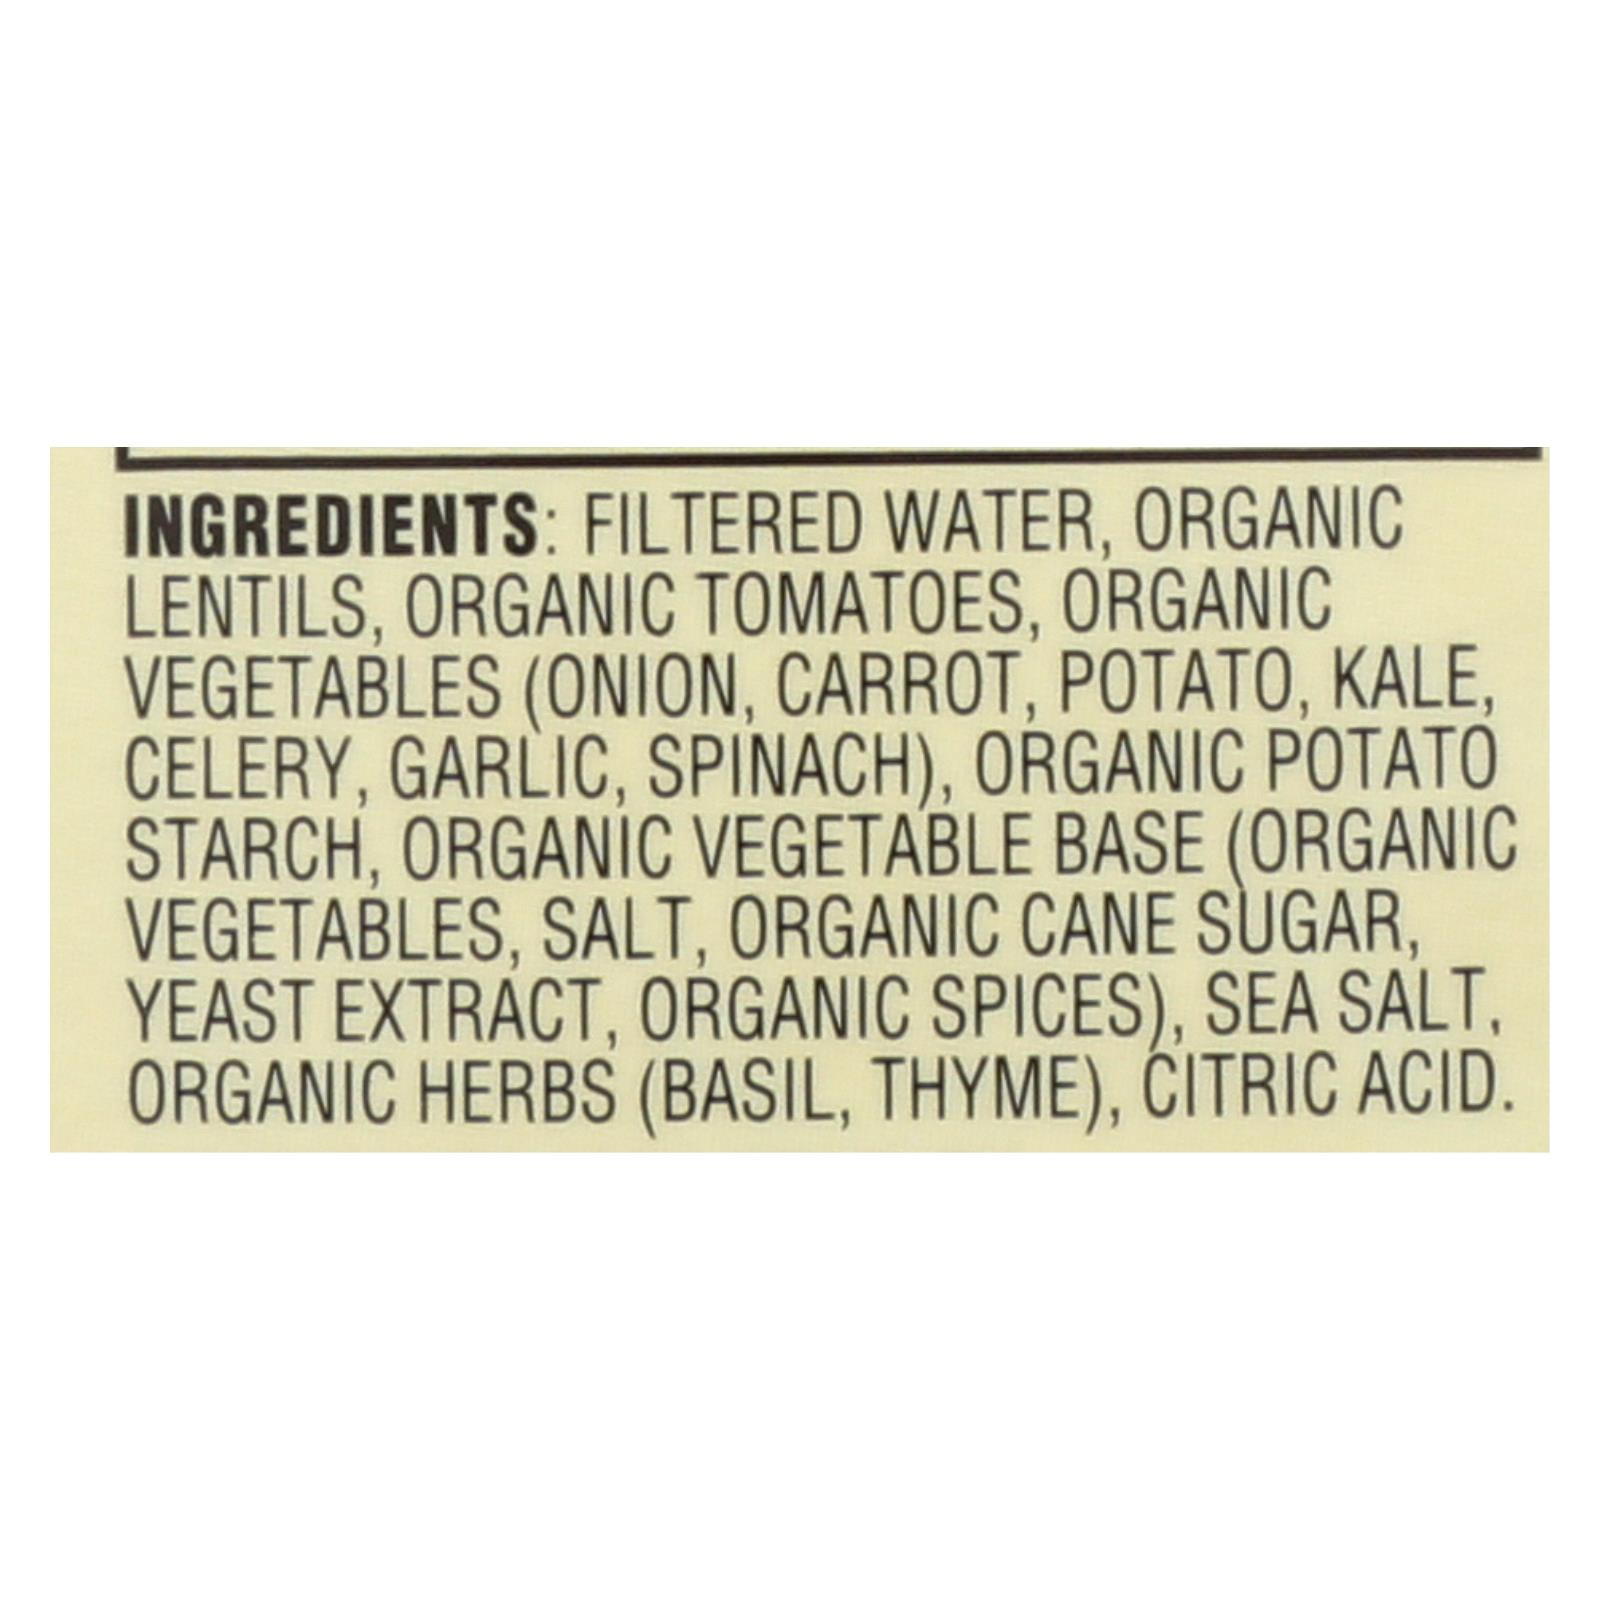 INGREDIENTS: FILTERED WATER, ORGANIC
LENTILS, ORGANIC TOMATOES, ORGANIC
VEGETABLES (ONION, CARROT, POTATO, KALE,
CELERY, GARLIC, SPINACH), ORGANIC POTATO
STARCH, ORGANIC VEGETABLE BASE (ORGANIC
VEGETABLES, SALT, ORGANIC CANE SUGAR,
YEAST EXTRACT, ORGANIC SPICES), SEA SALT,
ORGANIC HERBS (BASIL, THYME), CITRIC ACID.